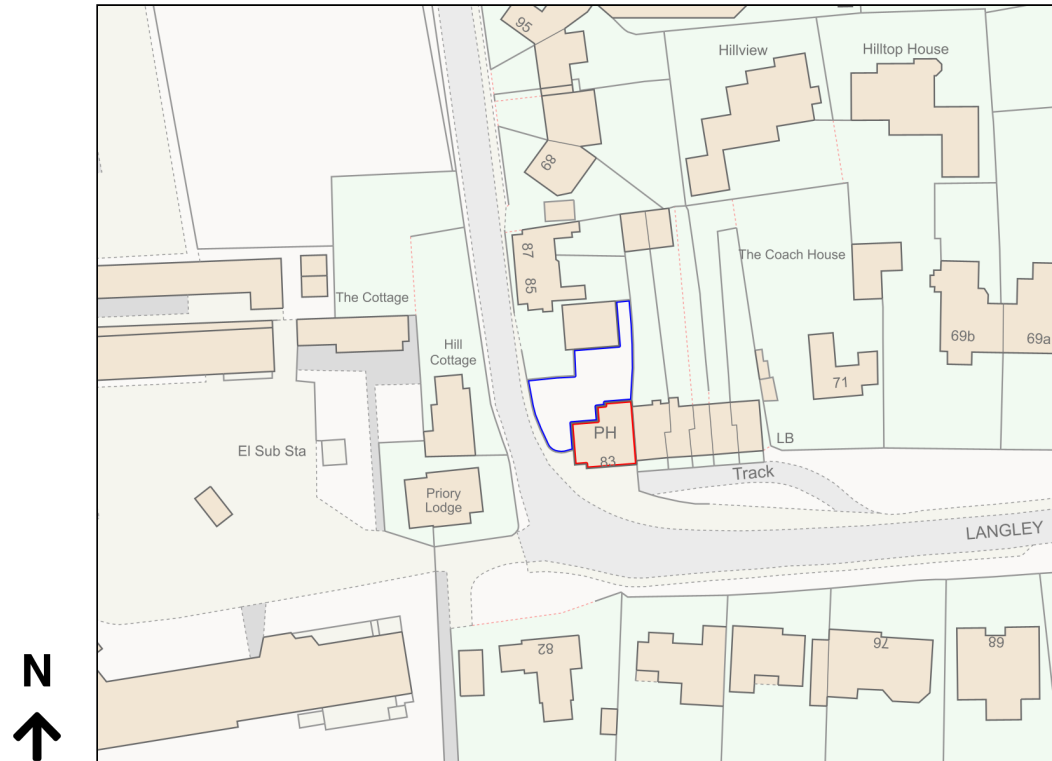 95
Hillview
Hilltop House
89
87
85
The Coach House
The Cottage
Hill
Cottage
69b
69a
71
El Sub Sta
PH
83
LB
Track
Priory
Lodge
LANGLEY
82
76
68
N